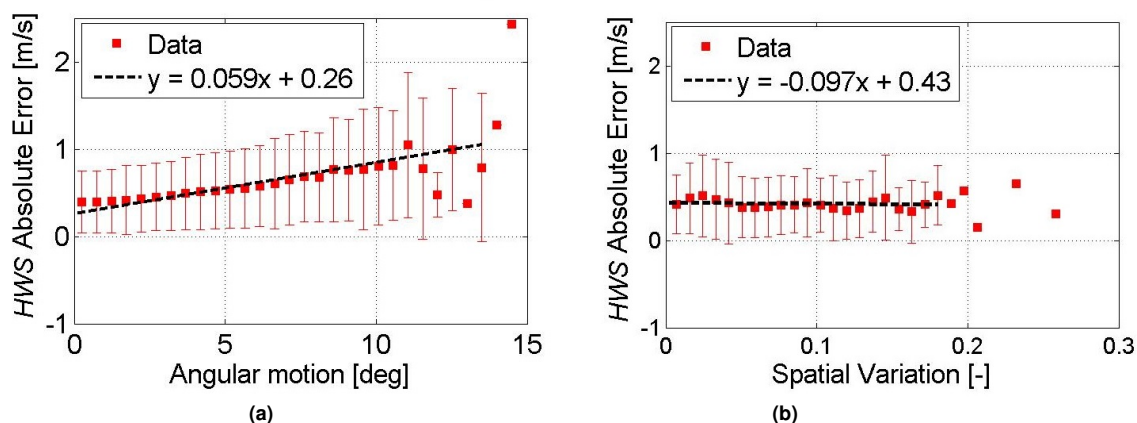 HWS Absolute Error [m/s]
2
1
0
-1
Data
y = 0.059x + 0.26
0
5
10
15
Angular motion [deg]
(a)
HWS Absolute Error [m/s]
2
1
0
-1
Data
y = -0.097x + 0.43
0
0.1
0.2
0.3
Spatial Variation [-]
(b)